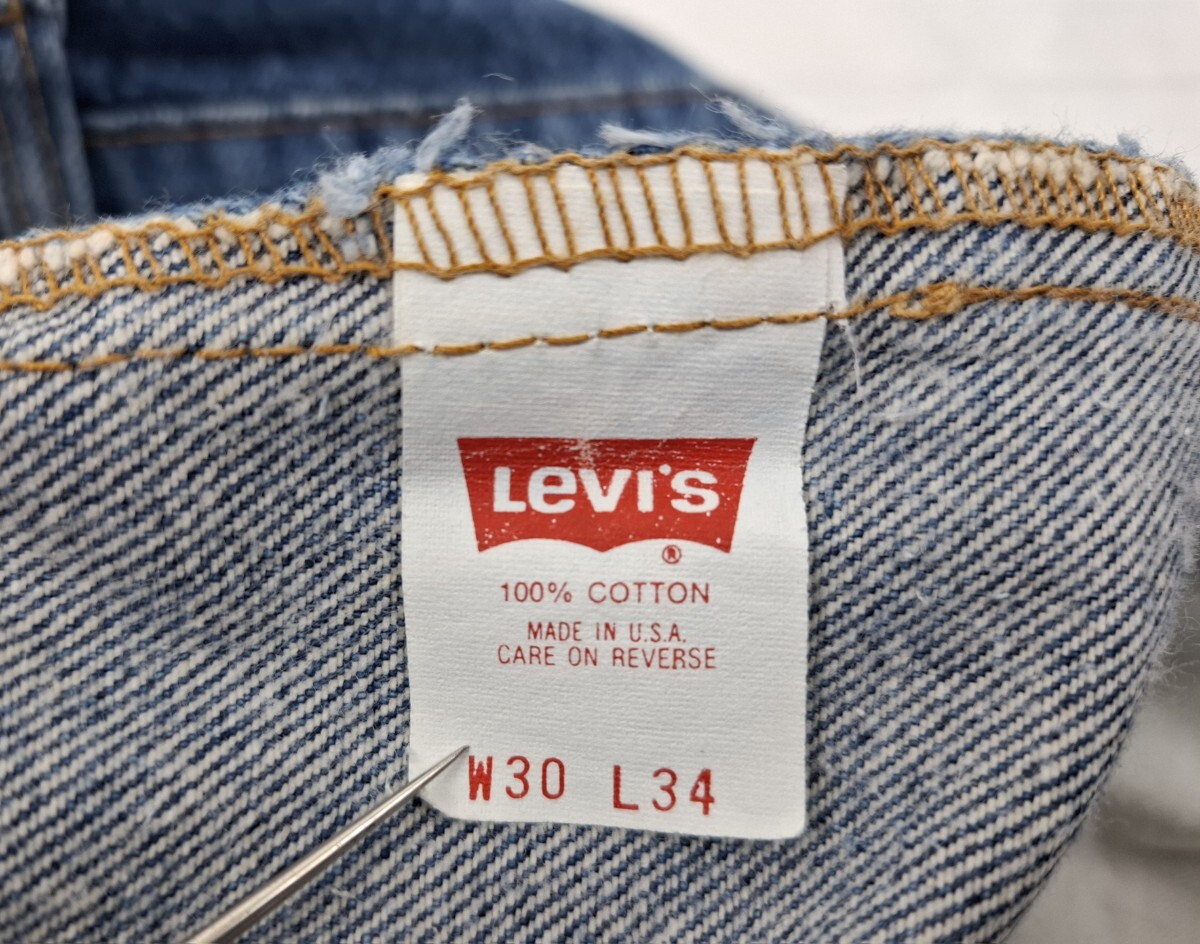 LEVI'S
®
100% COTTON
MADE IN U.S.A.
CARE ON REVERSE
W30 L34